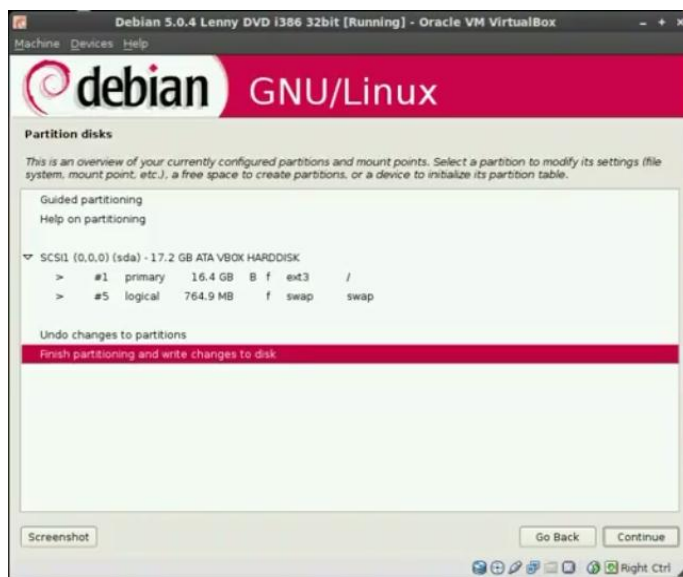 Debian 5.0.4 Lenny DVD i386 32bit [Running] - Oracle VM VirtualBox
Machine Devices Help
debian GNU/Linux
Partition disks
This is an overview of your currently configured partitions and mount points. Select a partition to modify its settings (file
system, mount point, etc.), a free space to create partitions, or a device to initialize its partition table.
Guided partitioning
Help on partitioning
SCSI1 (0,0,0) (sda) - 17.2 GB ATA VBOX HARDDISK
> #1 primary 16.4 GB B f ext3 /
> #5 logical 764.9 MB f swap swap
Undo changes to partitions
Finish partitioning and write changes to disk
Screenshot Go Back Continue
Right Ctrl